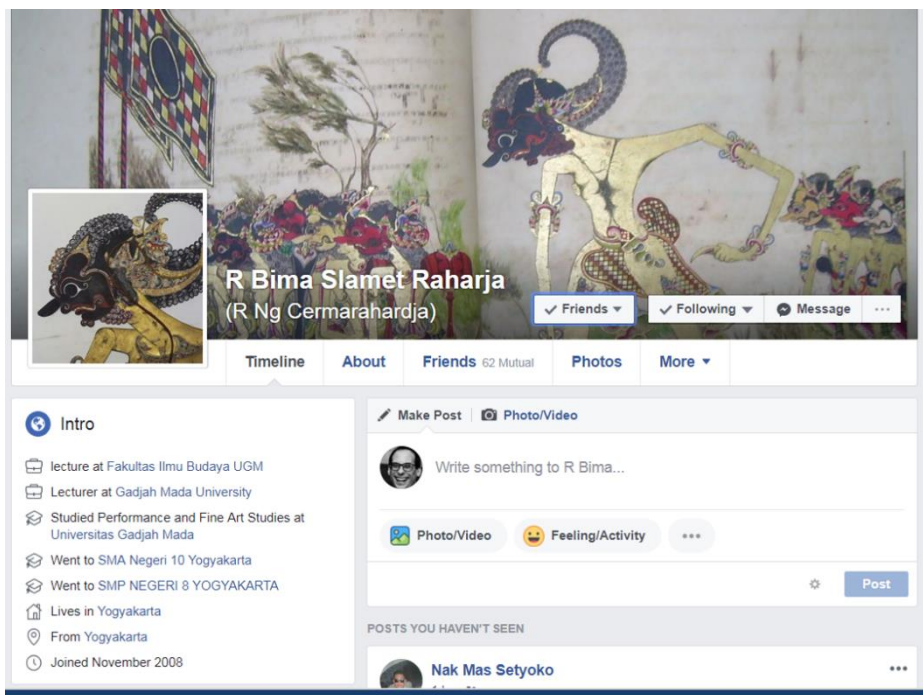 R Bima Slamet Raharja
(R Ng Cermarahardja)
Friends
Following
Message
Timeline
About
Friends 62 Mutual
Photos
More
Intro
lecture at Fakultas Ilmu Budaya UGM
Lecturer at Gadjah Mada University
Studied Performance and Fine Art Studies at
Universitas Gadjah Mada
Went to SMA Negeri 10 Yogyakarta
Went to SMP NEGERI 8 YOGYAKARTA
Lives in Yogyakarta
From Yogyakarta
Joined November 2008
Make Post
Photo/Video
Write something to R Bima...
Photo/Video
Feeling/Activity
Post
POSTS YOU HAVEN'T SEEN
Nak Mas Setyoko